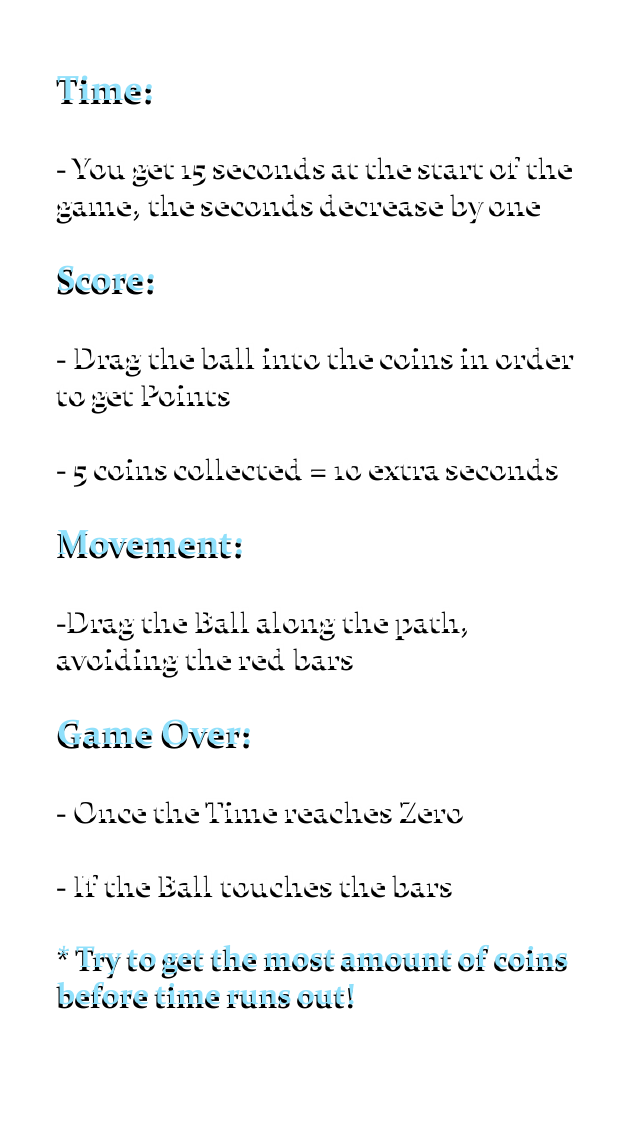 Time:
- You get 15 seconds at the start of the
game, the seconds decrease by one
Score:
- Drag the ball into the coins in order
to get Points
- 5 coins collected = 10 extra seconds
Movement:
-Drag the Ball along the path,
avoiding the red bars
Game Over:
- Once the Time reaches Zero
- If the Ball touches the bars
* Try to get the most amount of coins
before time runs out!